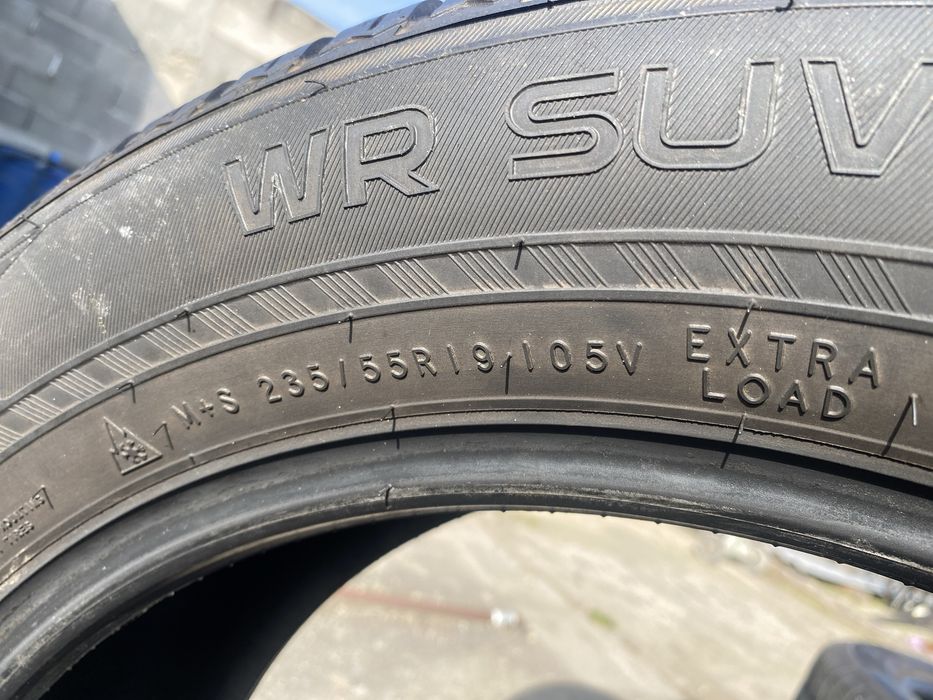 WR SUV
M+S 235/55R19 105V EXTRA
LOAD